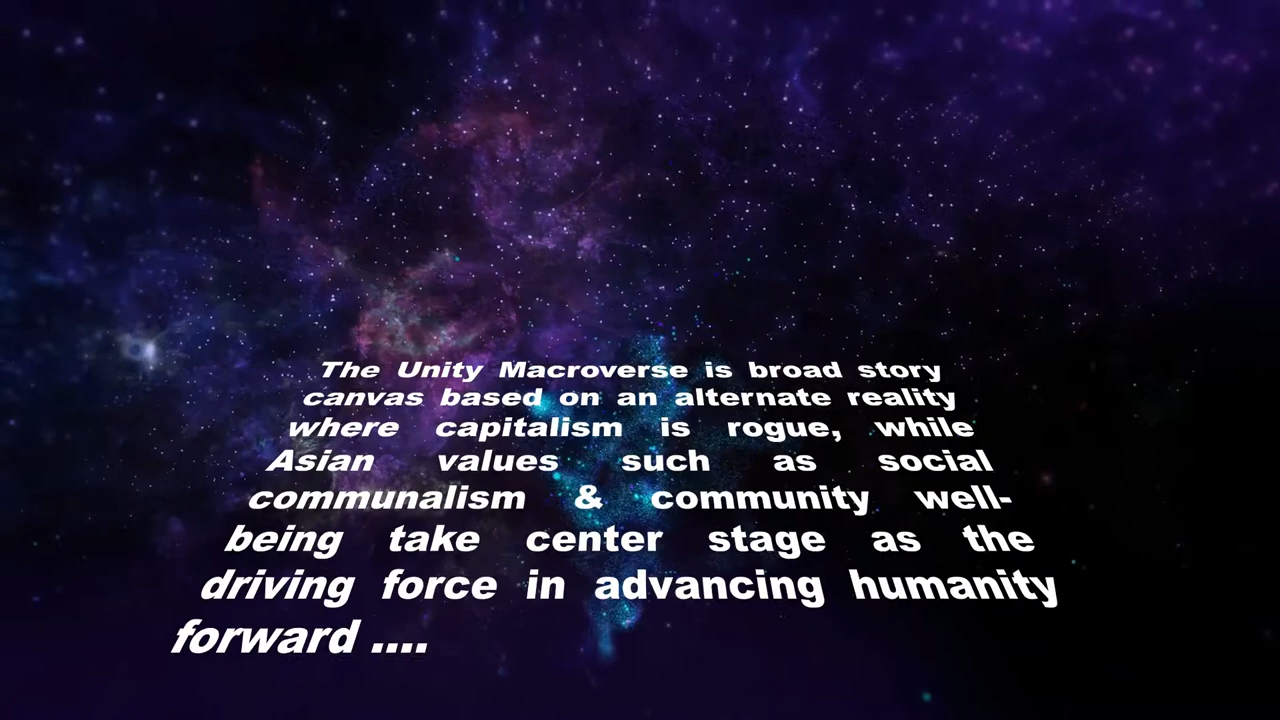 The Unity Macroverse is broad story
canvas based on an alternate reality
where capitalism is rogue, while
Asian values such as social
communalism & community well-
being take center stage as the
driving force in advancing humanity
forward ....